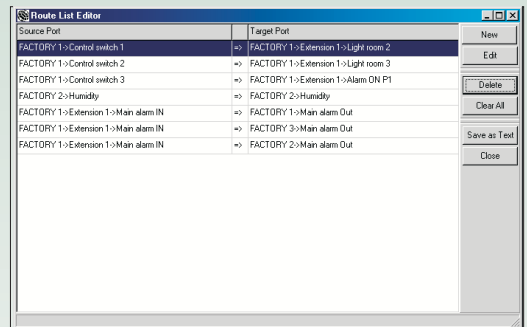 Route List Editor
Source Port Target Port
FACTORY 1->Control switch 1 => FACTORY 1->Extension 1->Light room 2
FACTORY 1->Control switch 2 => FACTORY 1->Extension 1->Light room 3
FACTORY 1->Control switch 3 => FACTORY 1->Extension 1->Alarm ON P1
FACTORY 2->Humidity => FACTORY 2->Humidity
FACTORY 1->Extension 1->Main alarm IN => FACTORY 1->Main alarm Out
FACTORY 1->Extension 1->Main alarm IN => FACTORY 3->Main alarm Out
FACTORY 1->Extension 1->Main alarm IN => FACTORY 2->Main alarm Out
New
Edit
Delete
Clear All
Save as Text
Close